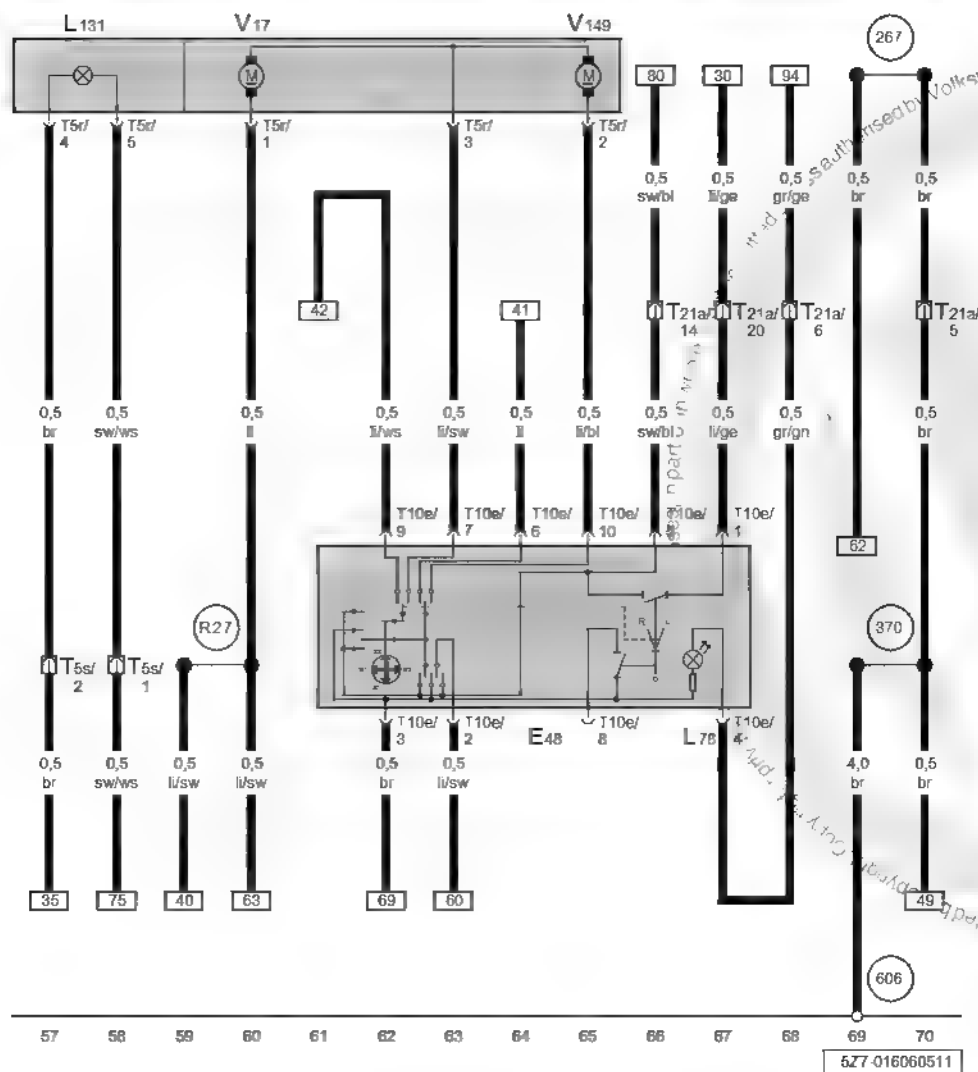 L131 V17 V149 267
80 30 94
M M
T5r/ 4 T5r/ 5 T5r/ 1 T5r/ 3 T5r/ 2
0,5 sw/bl 0,5 li/ge 0,5 gr/ge 0,5 br 0,5 br
42 41 T21a/ 14 T21a/ 20 T21a/ 6 T21a/ 5
0,5 br 0,5 sw/ws 0,5 li 0,5 li/ws 0,5 li/sw 0,5 li 0,5 li/bl 0,5 sw/bl 0,5 li/ge 0,5 gr/gn 0,5 br
T10e/ 9 T10e/ 7 T10e/ 6 T10e/ 10 T10e/ T10e/ 1
62
R27 R 370
T5s/ 2 T5s/ 1
T10e/ 3 T10e/ 2 E48 T10e/ 8 L76 T10e/ 4
0,5 br 0,5 sw/ws 0,5 li/sw 0,5 li/sw 0,5 br 0,5 li/sw 4,0 br 0,5 br
35 75 40 63 69 60 49
606
57 58 59 60 61 62 63 64 65 66 67 68 69 70
5Z7-016060511